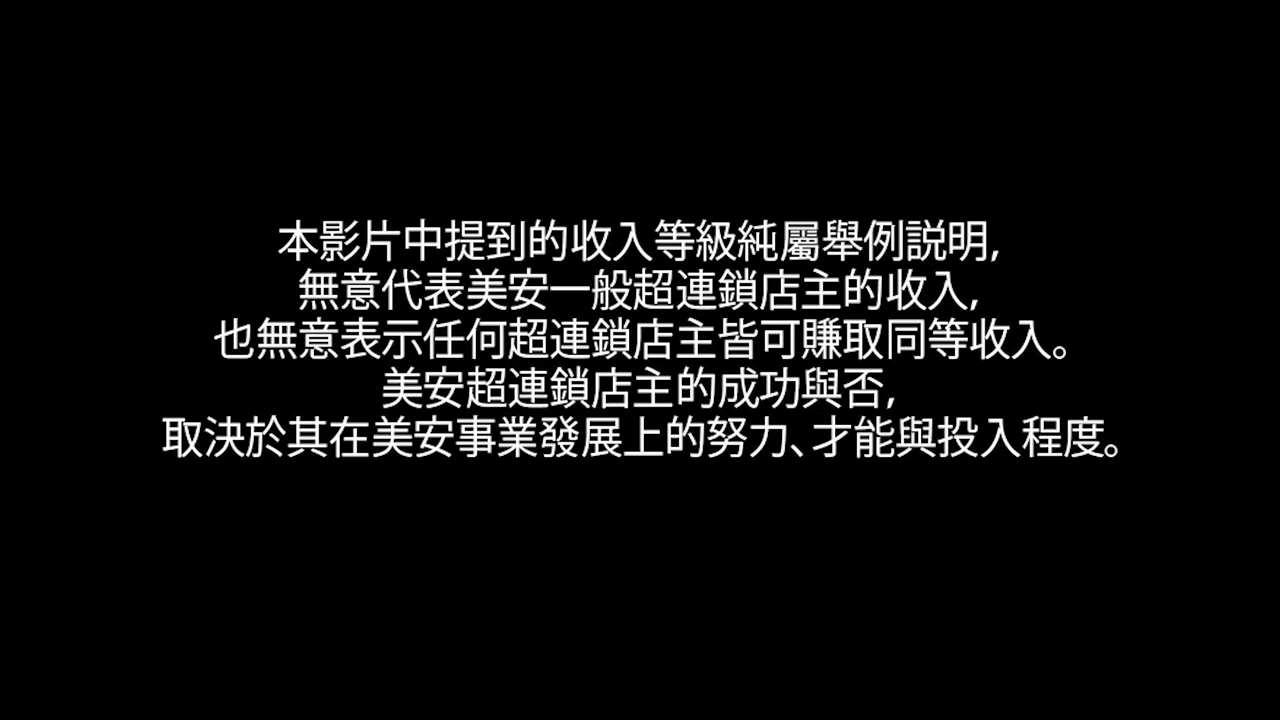 本影片中提到的收入等級純屬舉例説明,
無意代表美安一般超連鎖店主的收入,
也無意表示任何超連鎖店主皆可賺取同等收入。
美安超連鎖店主的成功與否,
取決於其在美安事業發展上的努力、才能與投入程度。